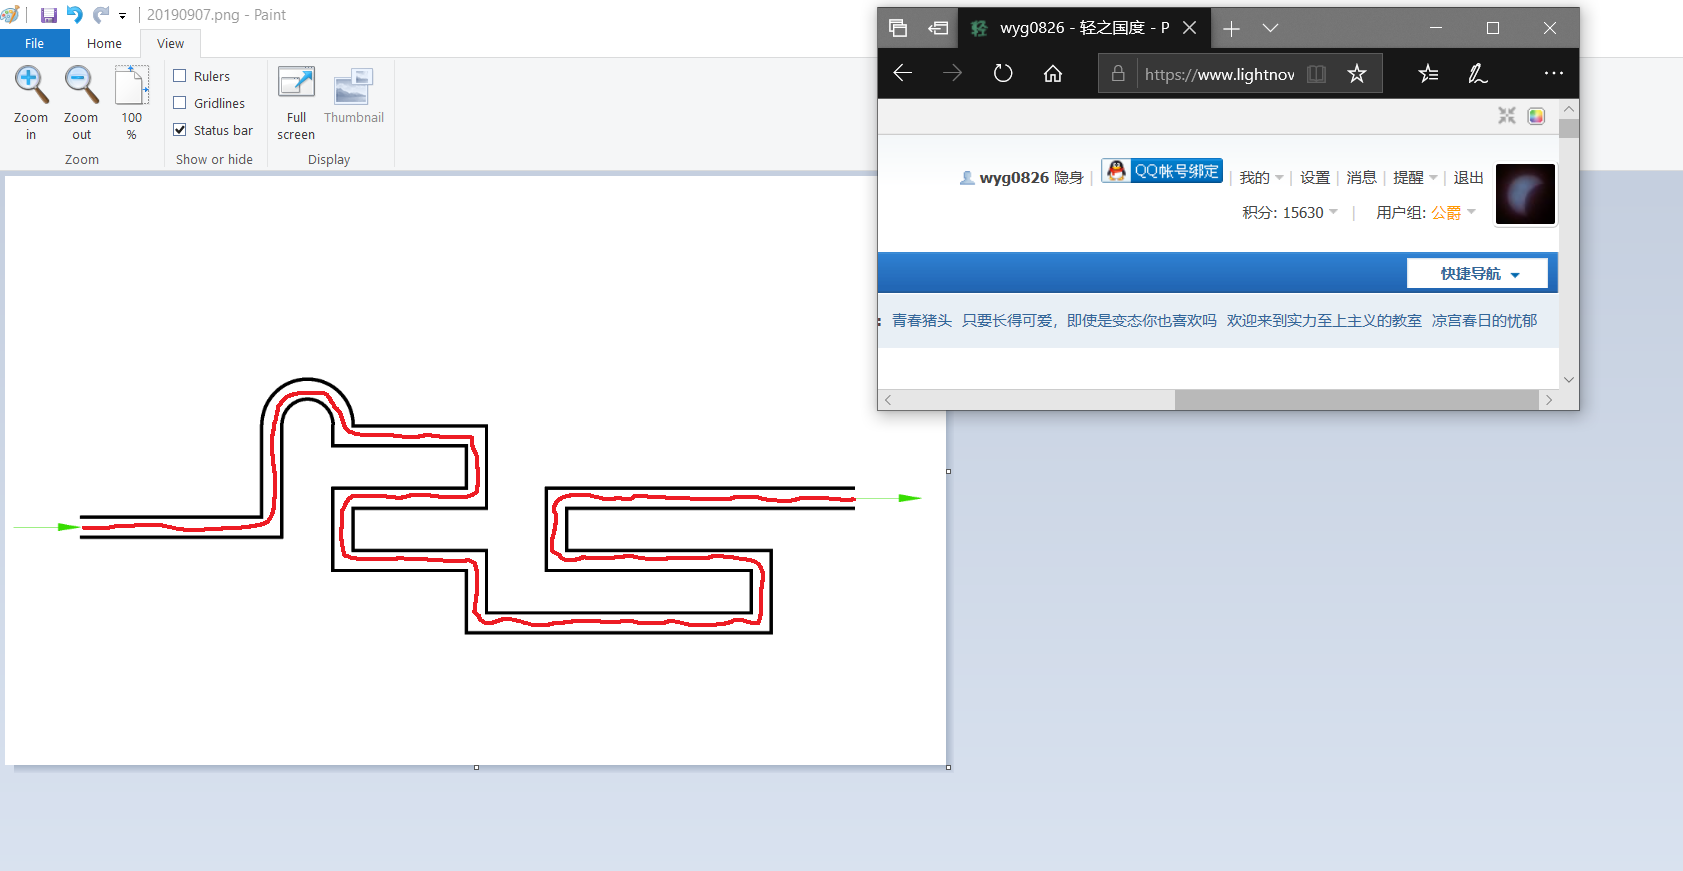 20190907.png - Paint
File Home View
Zoom in
Zoom out
100 %
Rulers
Gridlines
Status bar
Full screen
Thumbnail
Zoom
Show or hide
Display
wyg0826 - 轻之国度 - P
https://www.lightnov
wyg0826 隐身 | QQ帐号绑定 | 我的 | 设置 | 消息 | 提醒 | 退出
积分: 15630 | 用户组: 公爵
快捷导航
: 青春猪头 只要长得可爱，即使是变态你也喜欢吗 欢迎来到实力至上主义的教室 凉宫春日的忧郁